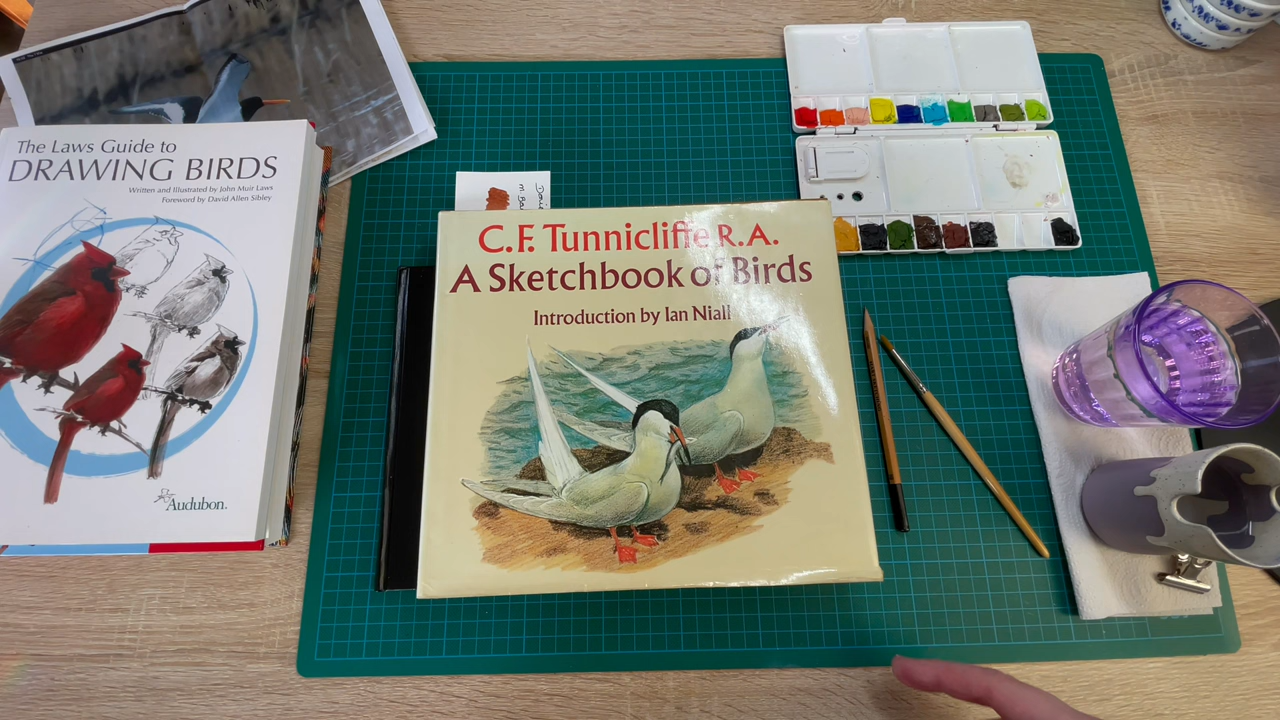 The Laws Guide to
DRAWING BIRDS
Written and Illustrated by John Muir Laws
Foreword by David Allen Sibley
Audubon.
C.F. Tunnicliffe R.A.
A Sketchbook of Birds
Introduction by Ian Niall